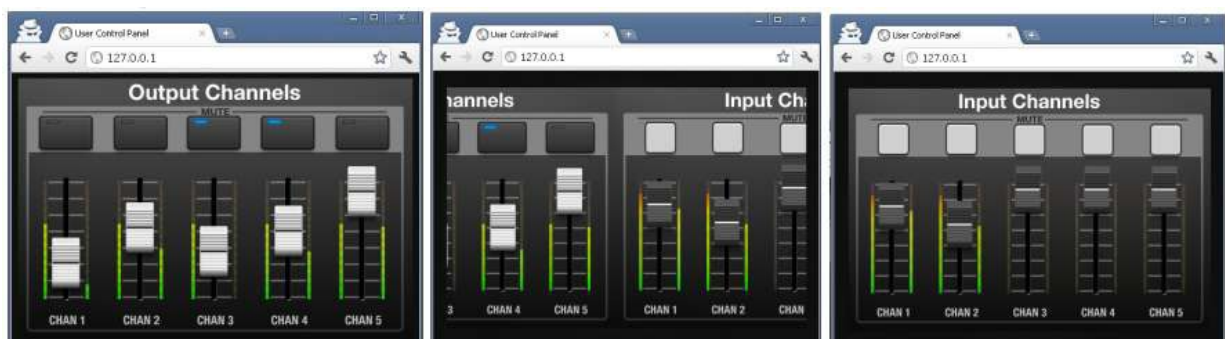 User Control Panel
127.0.0.1
Output Channels
MUTE
CHAN 1 CHAN 2 CHAN 3 CHAN 4 CHAN 5
User Control Panel
127.0.0.1
hannels Input Cha
MUTE
3 CHAN 4 CHAN 5 CHAN 1 CHAN 2 CHAN
User Control Panel
127.0.0.1
Input Channels
MUTE
CHAN 1 CHAN 2 CHAN 3 CHAN 4 CHAN 5